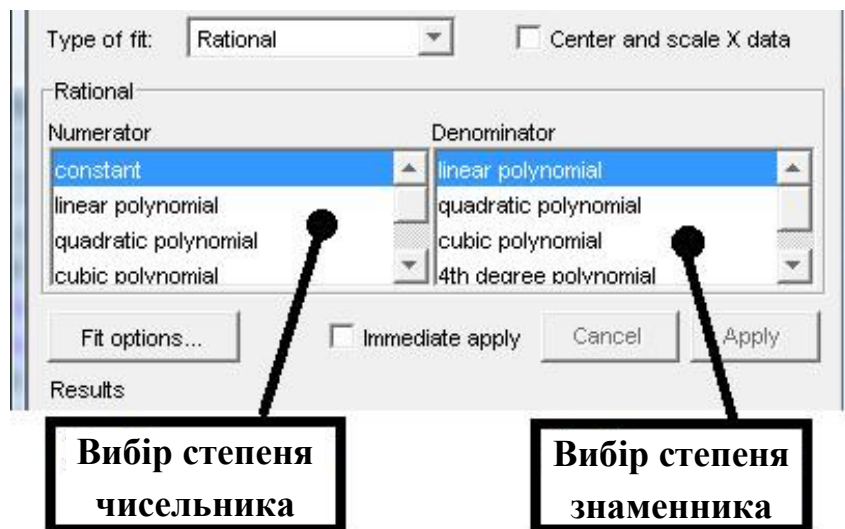 Type of fit: Rational Center and scale X data
Rational
Numerator Denominator
constant linear polynomial
linear polynomial quadratic polynomial
quadratic polynomial cubic polynomial
cubic polynomial 4th degree polynomial
Fit options... Immediate apply Cancel Apply
Results
Вибір степеня
чисельника
Вибір степеня
знаменника